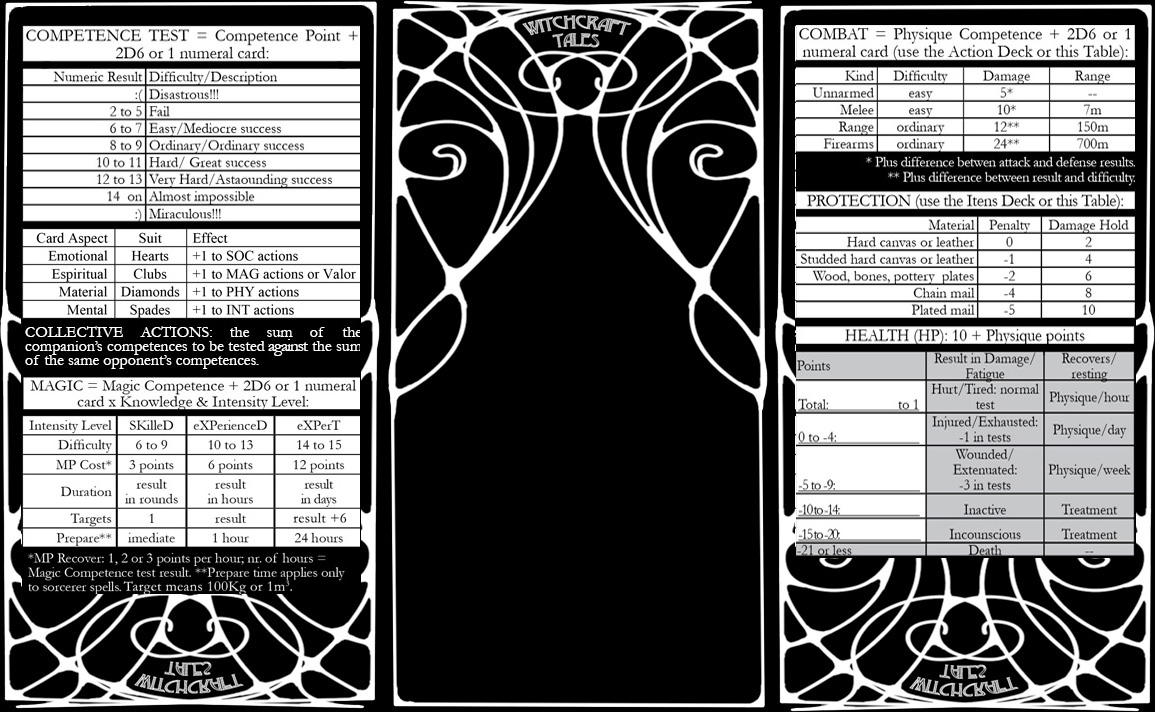 COMPETENCE TEST = Competence Point +
2D6 or 1 numeral card:
Numeric Result Difficulty/Description
:( Disastrous!!!
2 to 5 Fail
6 to 7 Easy/Mediocre success
8 to 9 Ordinary/Ordinary success
10 to 11 Hard/ Great success
12 to 13 Very Hard/Astaounding success
14 on Almost impossible
:) Miraculous!!!
Card Aspect Suit Effect
Emotional Hearts +1 to SOC actions
Espiritual Clubs +1 to MAG actions or Valor
Material Diamonds +1 to PHY actions
Mental Spades +1 to INT actions
COLLECTIVE ACTIONS: the sum of the
companion's competences to be tested against the sum
of the same opponent's competences.
MAGIC = Magic Competence + 2D6 or 1 numeral
card x Knowledge & Intensity Level:
Intensity Level SKilleD eXPerienceD eXPerT
Difficulty 6 to 9 10 to 13 14 to 15
MP Cost* 3 points 6 points 12 points
Duration result in rounds result in hours result in days
Targets 1 result result +6
Prepare** imediate 1 hour 24 hours
*MP Recover: 1, 2 or 3 points per hour; nr. of hours =
Magic Competence test result. **Prepare time applies only
to sorcerer spells. Target means 100Kg or 1m³.
WITCHCRAFT
TALES
WITCHCRAFT
TALES
COMBAT = Physique Competence + 2D6 or 1
numeral card (use the Action Deck or this Table):
Kind Difficulty Damage Range
Unnarmed easy 5* --
Melee easy 10* 7m
Range ordinary 12** 150m
Firearms ordinary 24** 700m
* Plus difference betwen attack and defense results.
** Plus difference between result and difficulty.
PROTECTION (use the Itens Deck or this Table):
Material Penalty Damage Hold
Hard canvas or leather 0 2
Studded hard canvas or leather -1 4
Wood, bones, pottery plates -2 6
Chain mail -4 8
Plated mail -5 10
HEALTH (HP): 10 + Physique points
Points Result in Damage/ Fatigue Recovers/ resting
Total: to 1 Hurt/Tired: normal test Physique/hour
0 to -4: Injured/Exhausted: -1 in tests Physique/day
-5 to -9: Wounded/ Extenuated: -3 in tests Physique/week
-10to -14: Inactive Treatment
-15 to -20: Incounscious Treatment
-21 or less Death --
WITCHCRAFT
TALES